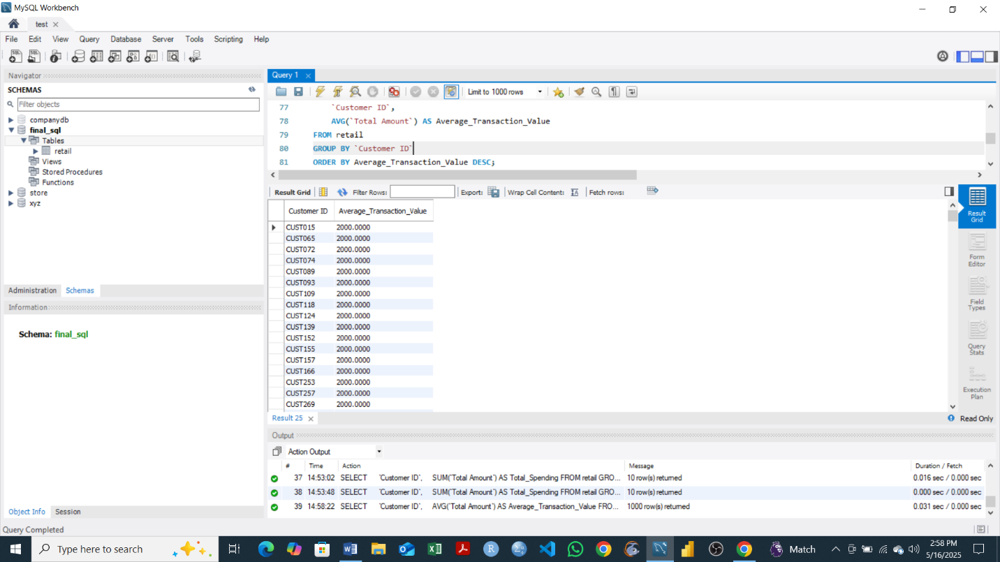 MySQL Workbench
test
File Edit View Query Database Server Tools Scripting Help
Navigator
SCHEMAS
Filter objects
companydb
final_sql
Tables
retail
Views
Stored Procedures
Functions
store
xyz
Administration Schemas
Information
Schema: final_sql
Object Info Session
Query 1
Limit to 1000 rows
77 `Customer ID`,
78 AVG(`Total Amount`) AS Average_Transaction_Value
79 FROM retail
80 GROUP BY `Customer ID`
81 ORDER BY Average_Transaction_Value DESC;
Result Grid Filter Rows: Export: Wrap Cell Content: Fetch rows:
Customer ID Average_Transaction_Value
CUST015 2000.0000
CUST065 2000.0000
CUST072 2000.0000
CUST074 2000.0000
CUST089 2000.0000
CUST093 2000.0000
CUST109 2000.0000
CUST118 2000.0000
CUST124 2000.0000
CUST139 2000.0000
CUST152 2000.0000
CUST155 2000.0000
CUST157 2000.0000
CUST166 2000.0000
CUST253 2000.0000
CUST257 2000.0000
CUST269 2000.0000
Result
Grid
Form
Editor
Field
Types
Query
Stats
Execution
Plan
Result 25
Read Only
Output
Action Output
# Time Action Message Duration / Fetch
37 14:53:02 SELECT `Customer ID`, SUM(`Total Amount`) AS Total_Spending FROM retail GRO... 10 row(s) returned 0.016 sec / 0.000 sec
38 14:53:48 SELECT `Customer ID`, SUM(`Total Amount`) AS Total_Spending FROM retail GRO... 10 row(s) returned 0.000 sec / 0.000 sec
39 14:58:22 SELECT `Customer ID`, AVG(`Total Amount`) AS Average_Transaction_Value FRO... 1000 row(s) returned 0.031 sec / 0.000 sec
Query Completed
Type here to search
Match
2:58 PM
5/16/2025